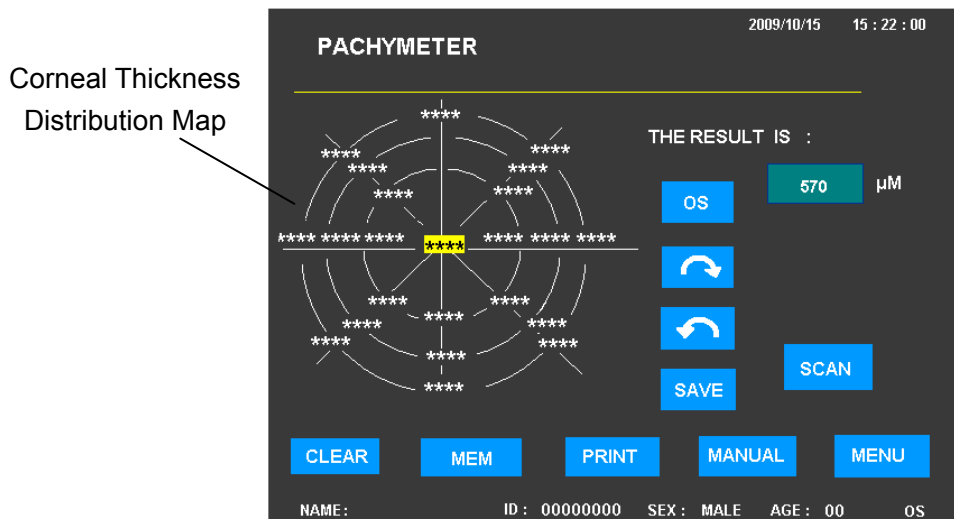 2009/10/15 15 : 22 : 00
PACHYMETER
Corneal Thickness
Distribution Map
****
THE RESULT IS :
**** ****
**** ****
**** ****
570 µM
OS
**** **** **** **** **** **** ****
**** ****
****
**** ****
**** ****
****
SCAN
SAVE
****
CLEAR MEM PRINT MANUAL MENU
NAME : ID : 00000000 SEX : MALE AGE : 00 OS